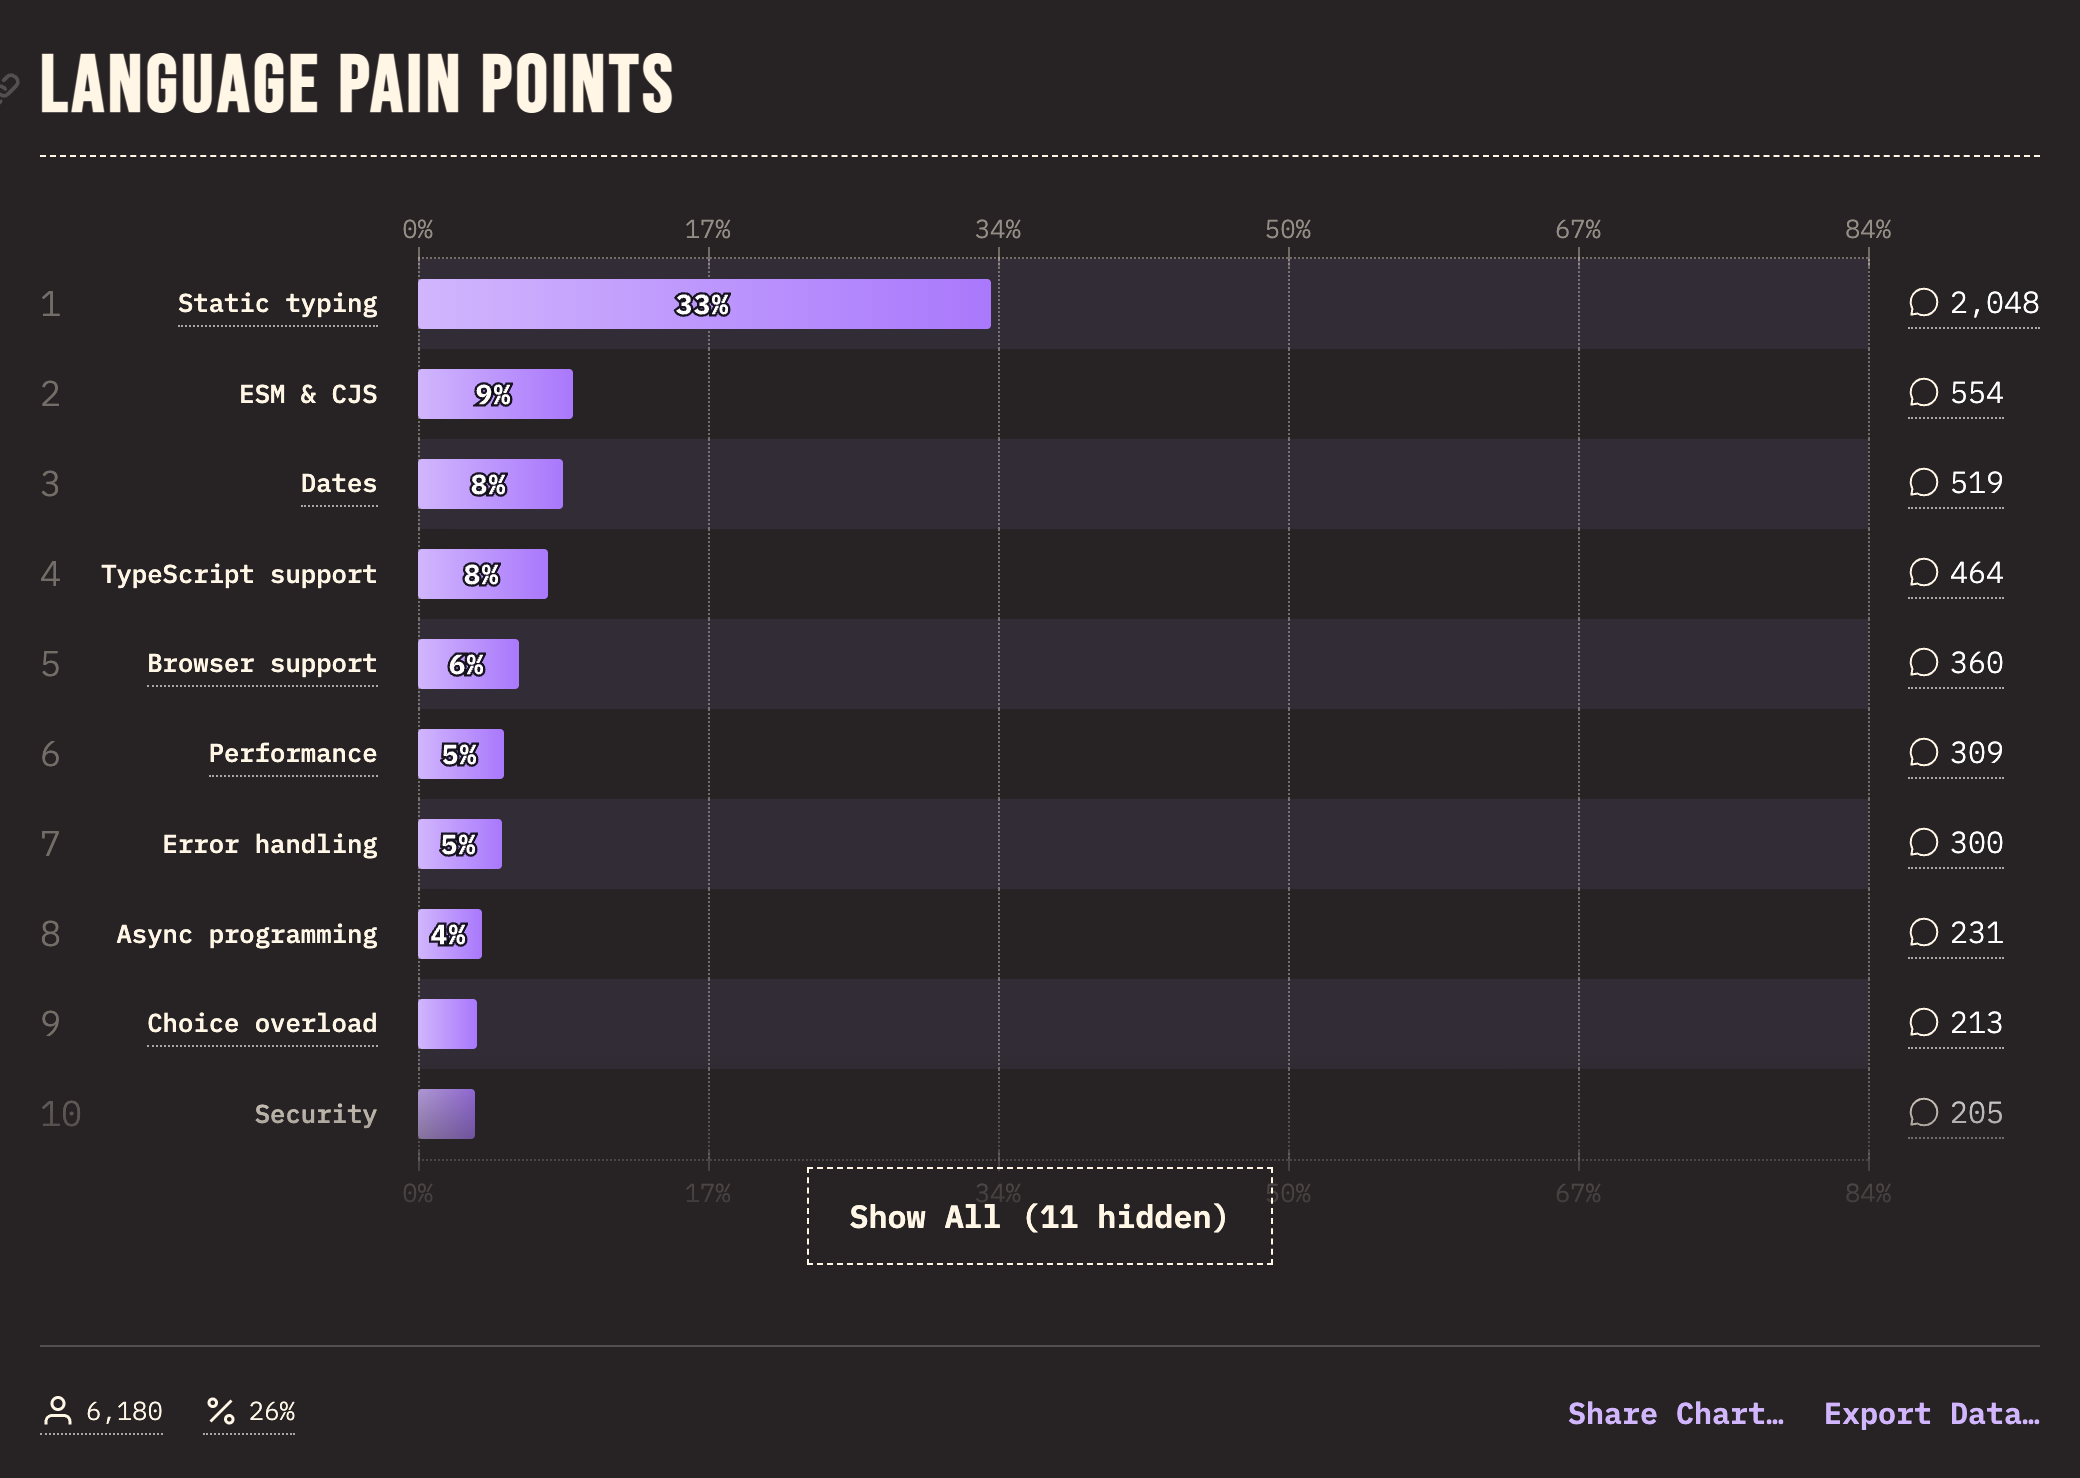 LANGUAGE PAIN POINTS
0% 17% 34% 50% 67% 84%
1 Static typing 33% 2,048
2 ESM & CJS 9% 554
3 Dates 8% 519
4 TypeScript support 8% 464
5 Browser support 6% 360
6 Performance 5% 309
7 Error handling 5% 300
8 Async programming 4% 231
9 Choice overload 213
10 Security 205
0% 17% 34% 50% 67% 84%
Show All (11 hidden)
6,180 % 26% Share Chart… Export Data…